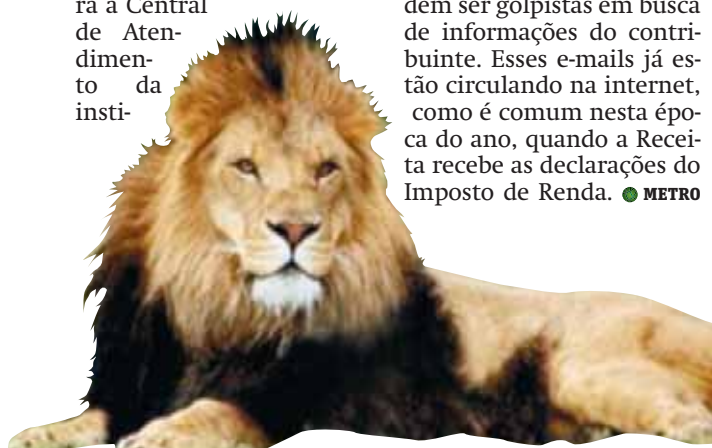 rá a Central
de Aten-
dimen-
to da
insti-
dem ser golpistas em busca
de informações do contri-
buinte. Esses e-mails já es-
tão circulando na internet,
como é comum nesta épo-
ca do ano, quando a Recei-
ta recebe as declarações do
Imposto de Renda. METRO